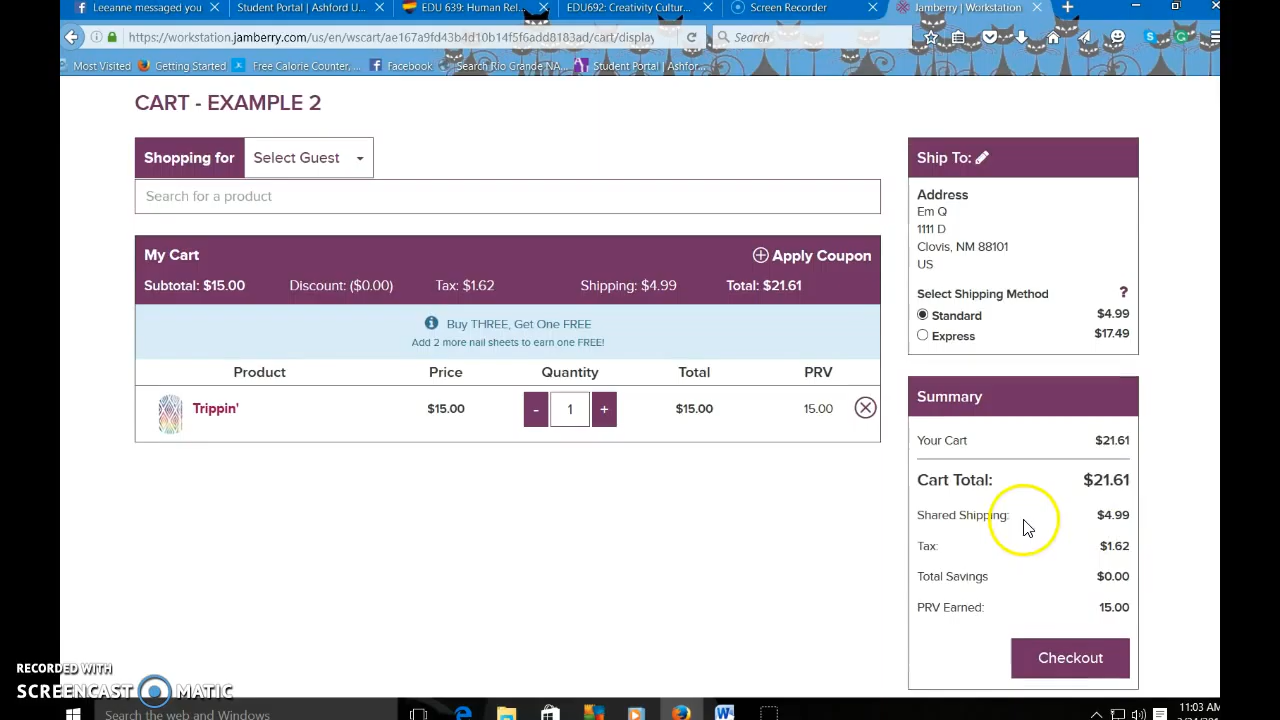 Leeanne messaged you
Student Portal | Ashford U...
EDU 639: Human Rel...
EDU692: Creativity Cultur...
Screen Recorder
Jamberry | Workstation
https://workstation.jamberry.com/us/en/wscart/ae167a9fd43b4d10b14f5f6add8183ad/cart/display
Search
Most Visited
Getting Started
Free Calorie Counter, ...
Facebook
Search Rio Grande NA...
Student Portal | Ashfor...
CART - EXAMPLE 2
Shopping for
Select Guest
Search for a product
My Cart
Apply Coupon
Subtotal: $15.00 Discount: ($0.00) Tax: $1.62 Shipping: $4.99 Total: $21.61
Buy THREE, Get One FREE
Add 2 more nail sheets to earn one FREE!
Product Price Quantity Total PRV
Trippin' $15.00 - 1 + $15.00 15.00
Ship To:
Address
Em Q
1111 D
Clovis, NM 88101
US
Select Shipping Method ?
Standard $4.99
Express $17.49
Summary
Your Cart $21.61
Cart Total: $21.61
Shared Shipping: $4.99
Tax: $1.62
Total Savings $0.00
PRV Earned: 15.00
Checkout
RECORDED WITH
SCREENCAST MATIC
Search the web and Windows
11:03 AM